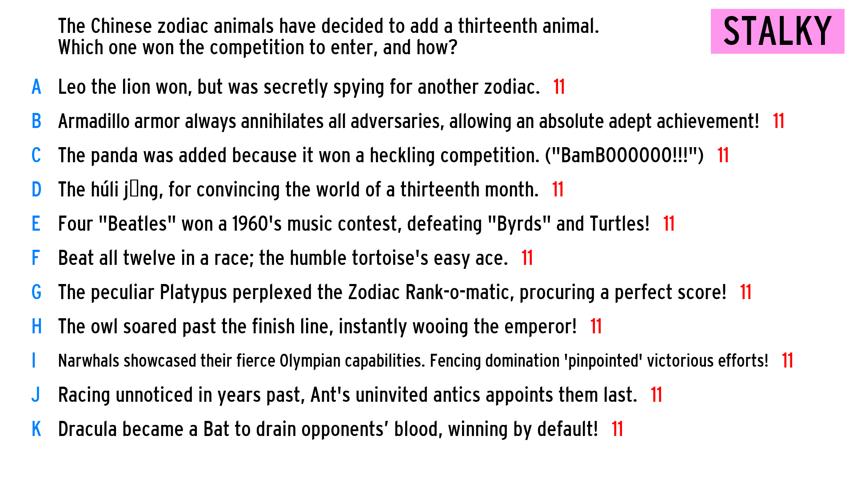 The Chinese zodiac animals have decided to add a thirteenth animal.
Which one won the competition to enter, and how?
STALKY
A Leo the lion won, but was secretly spying for another zodiac. 11
B Armadillo armor always annihilates all adversaries, allowing an absolute adept achievement! 11
C The panda was added because it won a heckling competition. ("BamBOOOOOO!!!") 11
D The húli j▯ng, for convincing the world of a thirteenth month. 11
E Four "Beatles" won a 1960's music contest, defeating "Byrds" and Turtles! 11
F Beat all twelve in a race; the humble tortoise's easy ace. 11
G The peculiar Platypus perplexed the Zodiac Rank-o-matic, procuring a perfect score! 11
H The owl soared past the finish line, instantly wooing the emperor! 11
I Narwhals showcased their fierce Olympian capabilities. Fencing domination 'pinpointed' victorious efforts! 11
J Racing unnoticed in years past, Ant's uninvited antics appoints them last. 11
K Dracula became a Bat to drain opponents’ blood, winning by default! 11